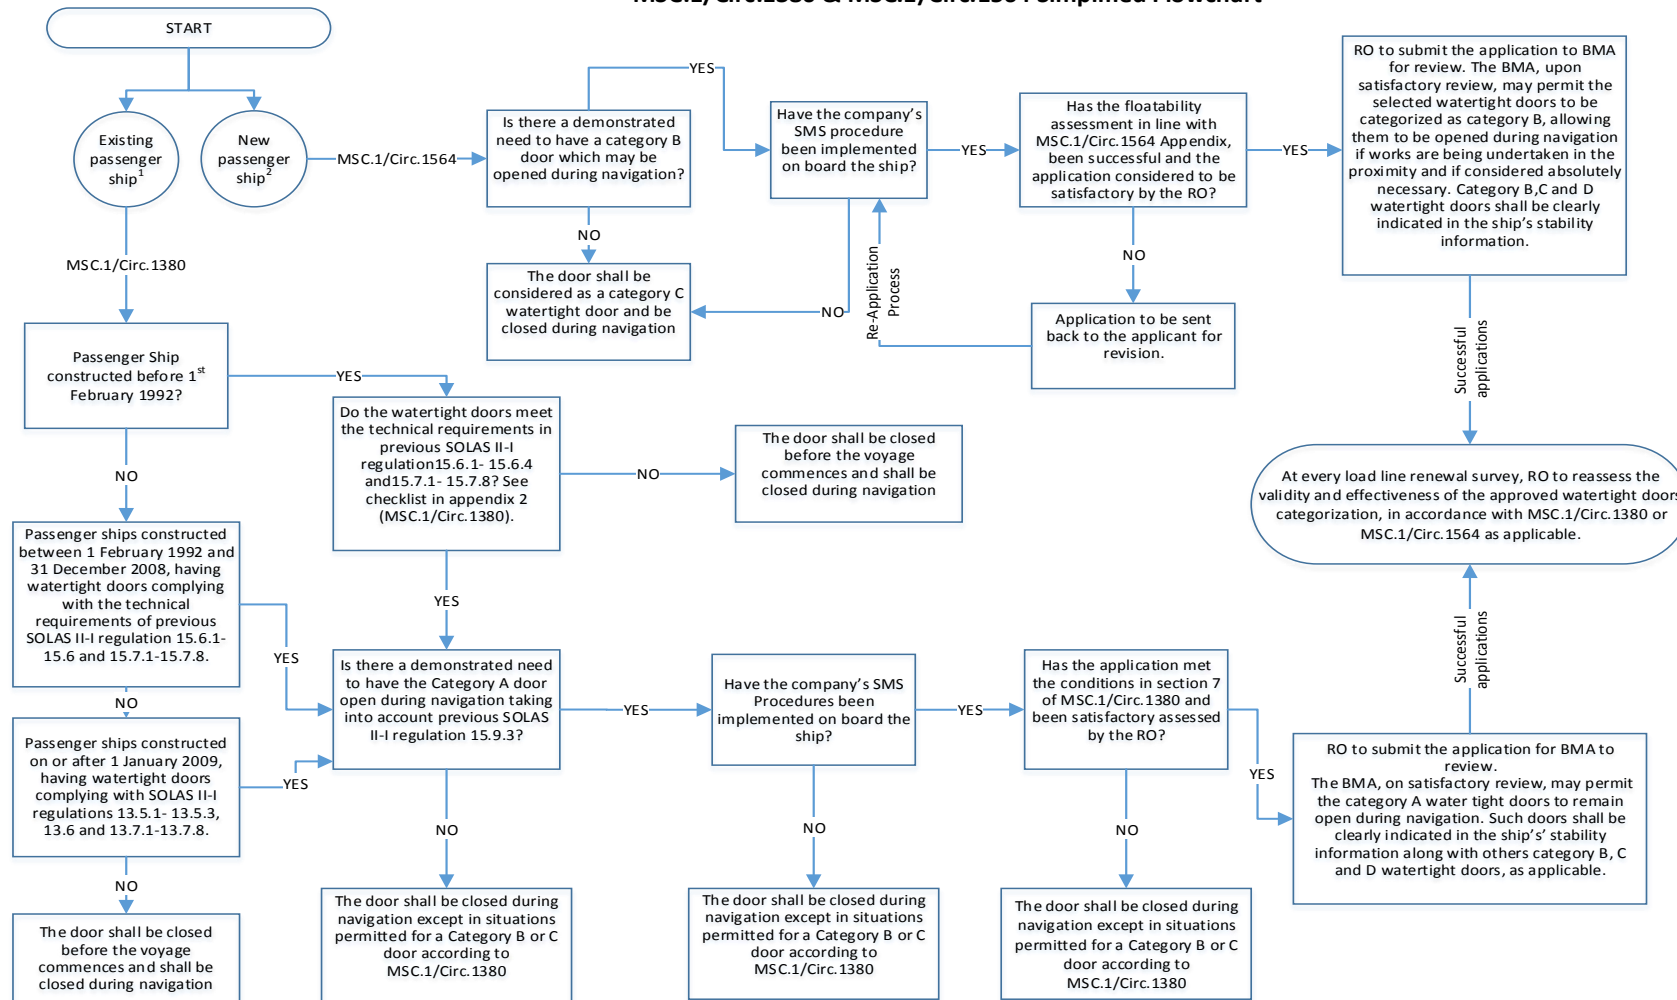 MSC.1/Circ.1380 & MSC.1/Circ.1564 Simplified Flowchart
START
Existing
passenger
ship1
New
passenger
ship2
MSC.1/Circ.1564
Is there a demonstrated
need to have a category B
door which may be
opened during navigation?
YES
NO
The door shall be
considered as a category C
watertight door and be
closed during navigation
Have the company's
SMS procedure
been implemented
on board the ship?
YES
NO
Has the floatability
assessment in line with
MSC.1/Circ.1564 Appendix,
been successful and the
application considered to be
satisfactory by the RO?
YES
NO
Application to be sent
back to the applicant for
revision.
Re-Application
Process
RO to submit the application to BMA
for review. The BMA, upon
satisfactory review, may permit the
selected watertight doors to be
categorized as category B, allowing
them to be opened during navigation
if works are being undertaken in the
proximity and if considered absolutely
necessary. Category B,C and D
watertight doors shall be clearly
indicated in the ship's stability
information.
Successful
applications
At every load line renewal survey, RO to reassess the
validity and effectiveness of the approved watertight doors
categorization, in accordance with MSC.1/Circ.1380 or
MSC.1/Circ.1564 as applicable.
MSC.1/Circ.1380
Passenger Ship
constructed before 1st
February 1992?
YES
NO
Do the watertight doors meet
the technical requirements in
previous SOLAS II-I
regulation15.6.1- 15.6.4
and15.7.1- 15.7.8? See
checklist in appendix 2
(MSC.1/Circ.1380).
NO
The door shall be closed
before the voyage
commences and shall be
closed during navigation
YES
Passenger ships constructed
between 1 February 1992 and
31 December 2008, having
watertight doors complying
with the technical
requirements of previous
SOLAS II-I regulation 15.6.1-
15.6 and 15.7.1-15.7.8.
YES
NO
Passenger ships constructed
on or after 1 January 2009,
having watertight doors
complying with SOLAS II-I
regulations 13.5.1- 13.5.3,
13.6 and 13.7.1-13.7.8.
YES
NO
The door shall be closed
before the voyage
commences and shall be
closed during navigation
Is there a demonstrated need
to have the Category A door
open during navigation taking
into account previous SOLAS
II-I regulation 15.9.3?
YES
NO
The door shall be closed during
navigation except in situations
permitted for a Category B or C
door according to
MSC.1/Circ.1380
Have the company's SMS
Procedures been
implemented on board the
ship?
YES
NO
The door shall be closed during
navigation except in situations
permitted for a Category B or C
door according to
MSC.1/Circ.1380
Has the application met
the conditions in section 7
of MSC.1/Circ.1380 and
been satisfactory assessed
by the RO?
YES
NO
The door shall be closed during
navigation except in situations
permitted for a Category B or C
door according to
MSC.1/Circ.1380
RO to submit the application for BMA to
review.
The BMA, on satisfactory review, may permit
the category A water tight doors to remain
open during navigation. Such doors shall be
clearly indicated in the ship's' stability
information along with others category B, C
and D watertight doors, as applicable.
Successful
applications